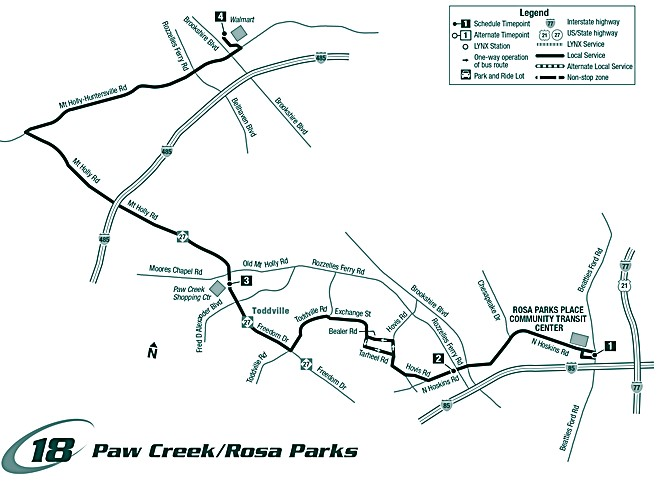 4
Walmart
Brookshire Blvd
Rozzelles Ferry Rd
485
Mt Holly-Huntersville Rd
Brookshire Blvd
Bellhaven Blvd
485
Mt Holly Rd
Mt Holly Rd
485
27
Moores Chapel Rd
Old Mt Holly Rd
Rozzelles Ferry Rd
3
Paw Creek
Shopping Ctr
Fred D Alexander Blvd
Toddville
27
Freedom Dr
Toddville Rd
Exchange St
Bealer Rd
Tarheel Rd
Hovis Rd
Toddville Rd
27
Freedom Dr
Brookshire Blvd
Rozzelles Ferry Rd
2
Hovis Rd
N Hoskins Rd
85
Chesapeake Dr
ROSA PARKS PLACE
COMMUNITY TRANSIT
CENTER
N Hoskins Rd
1
85
Beatties Ford Rd
Beatties Ford Rd
77
21
77
N
Legend
1 Schedule Timepoint
1 Alternate Timepoint
LYNX Station
One-way operation
of bus route
Park and Ride Lot
77 Interstate highway
21 27 US/State highway
LYNX Service
Local Service
Alternate Local Service
Non-stop zone
18 Paw Creek/Rosa Parks